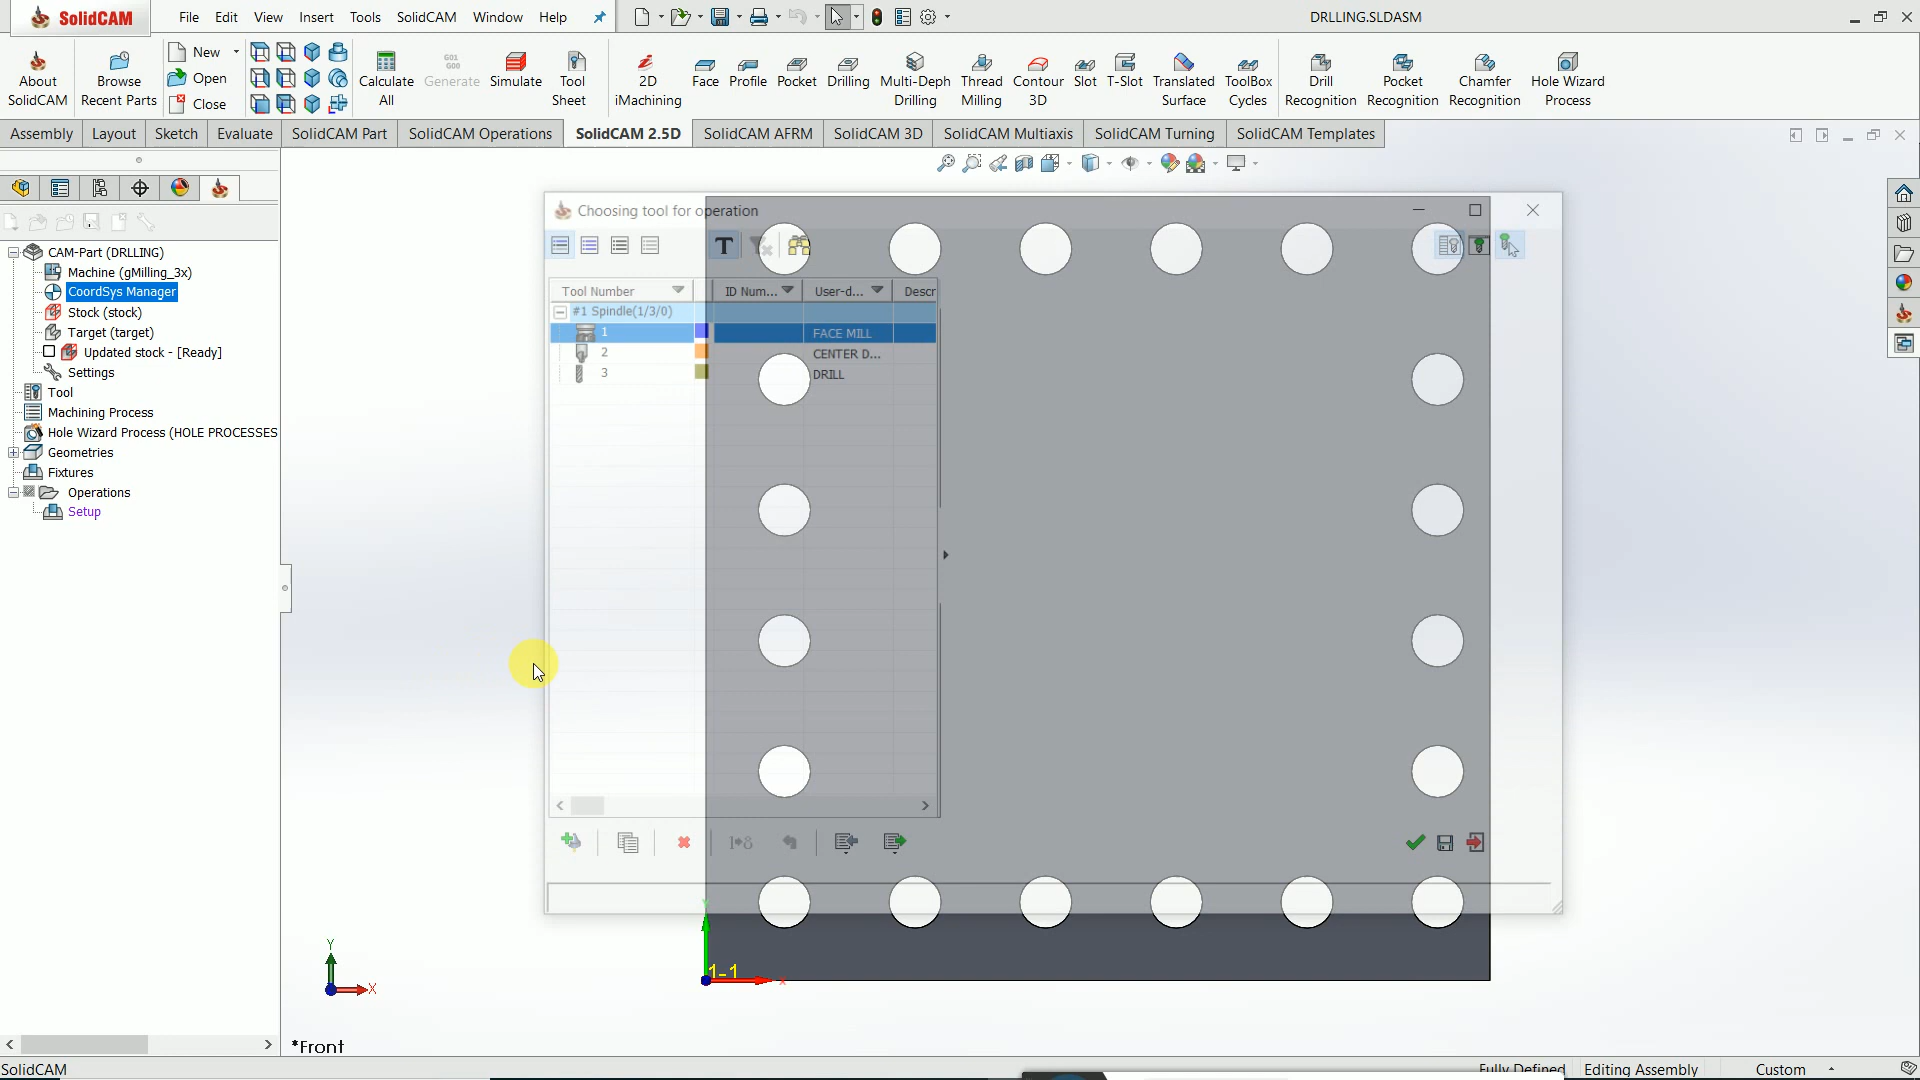 SolidCAM File Edit View Insert Tools SolidCAM Window Help DRLLING.SLDASM
About SolidCAM
Browse Recent Parts
New
Open
Close
Calculate All
G01
G00
Generate
Simulate
Tool Sheet
2D iMachining
Face
Profile
Pocket
Drilling
Multi-Deph Drilling
Thread Milling
Contour 3D
Slot
T-Slot
Translated Surface
ToolBox Cycles
Drill Recognition
Pocket Recognition
Chamfer Recognition
Hole Wizard Process
Assembly Layout Sketch Evaluate SolidCAM Part SolidCAM Operations SolidCAM 2.5D SolidCAM AFRM SolidCAM 3D SolidCAM Multiaxis SolidCAM Turning SolidCAM Templates
CAM-Part (DRLLING)
Machine (gMilling_3x)
CoordSys Manager
Stock (stock)
Target (target)
Updated stock - [Ready]
Settings
Tool
Machining Process
Hole Wizard Process (HOLE PROCESSES
Geometries
Fixtures
Operations
Setup
Choosing tool for operation
T
Tool Number ID Num... User-d... Descr
#1 Spindle(1/3/0)
1 FACE MILL
2 CENTER D...
3 DRILL
Y
1-1
X
Y
X
*Front
SolidCAM Fully Defined Editing Assembly Custom